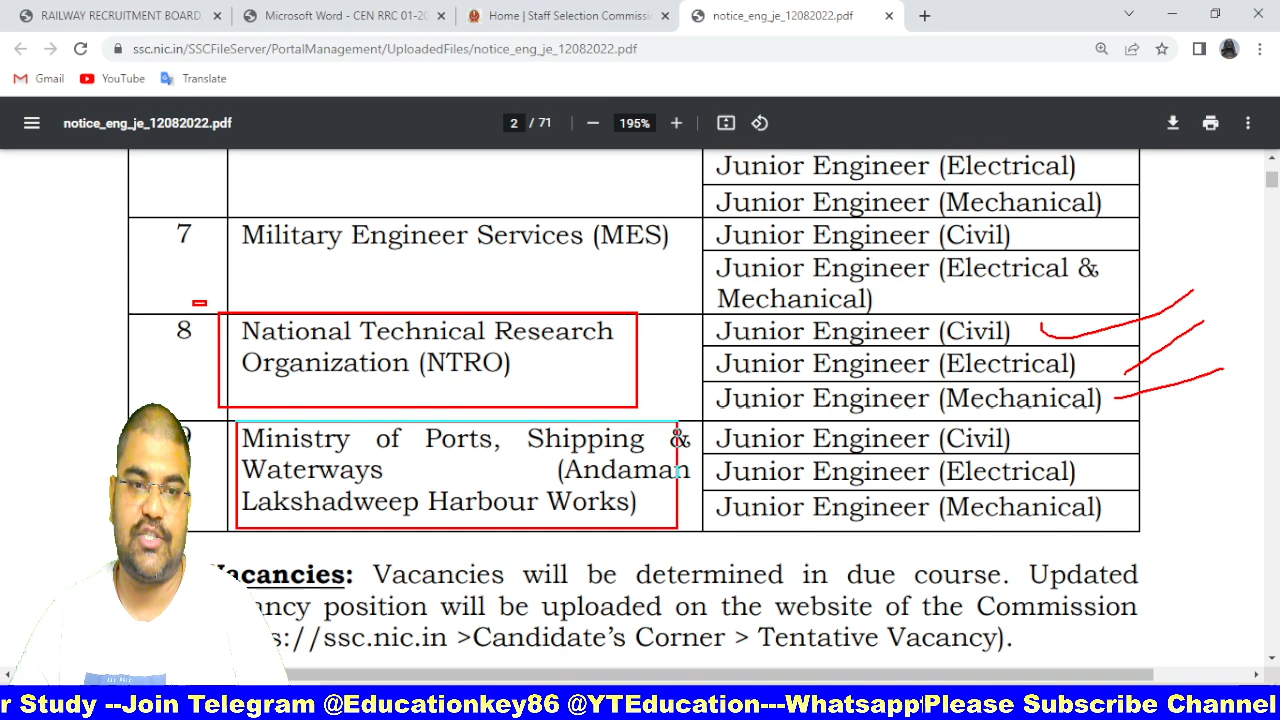 RAILWAY RECRUITMENT BOARD,
Microsoft Word - CEN RRC 01-20
Home | Staff Selection Commissi
notice_eng_je_12082022.pdf
ssc.nic.in/SSCFileServer/PortalManagement/UploadedFiles/notice_eng_je_12082022.pdf
Gmail YouTube Translate
notice_eng_je_12082022.pdf 2 / 71 195%
Junior Engineer (Electrical)
Junior Engineer (Mechanical)
7 Military Engineer Services (MES) Junior Engineer (Civil)
Junior Engineer (Electrical &
Mechanical)
8 National Technical Research Junior Engineer (Civil)
Organization (NTRO) Junior Engineer (Electrical)
Junior Engineer (Mechanical)
9 Ministry of Ports, Shipping & Junior Engineer (Civil)
Waterways (Andaman Junior Engineer (Electrical)
Lakshadweep Harbour Works) Junior Engineer (Mechanical)
Vacancies: Vacancies will be determined in due course. Updated
ancy position will be uploaded on the website of the Commission
s://ssc.nic.in >Candidate's Corner > Tentative Vacancy).
r Study --Join Telegram @Educationkey86 @YTEducation---Whatsapp Please Subscribe Channel